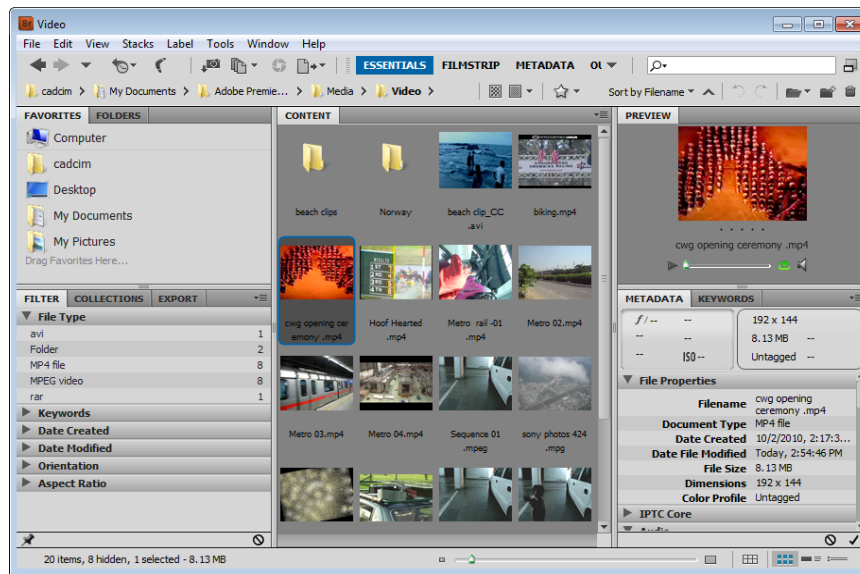 Br Video
File Edit View Stacks Label Tools Window Help
ESSENTIALS FILMSTRIP METADATA OU
cadcim > My Documents > Adobe Premie... > Media > Video > Sort by Filename
FAVORITES FOLDERS
Computer
cadcim
Desktop
My Documents
My Pictures
Drag Favorites Here...
FILTER COLLECTIONS EXPORT
File Type
avi 1
Folder 2
MP4 file 8
MPEG video 8
rar 1
Keywords
Date Created
Date Modified
Orientation
Aspect Ratio
CONTENT
beach clips Norway beach clip_CC biking.mp4
.avi
cwg opening cer Hoof Hearted Metro rail -01 Metro 02.mp4
emony .mp4 .mp4 .mp4
Metro 03.mp4 Metro 04.mp4 Sequence 01 sony photos 424
.mpeg .mpg
PREVIEW
cwg opening ceremony .mp4
METADATA KEYWORDS
f/-- -- 192 x 144
-- -- 8.13 MB --
-- ISO -- Untagged --
File Properties
Filename cwg opening
ceremony .mp4
Document Type MP4 file
Date Created 10/2/2010, 2:17:3...
Date File Modified Today, 2:54:46 PM
File Size 8.13 MB
Dimensions 192 x 144
Color Profile Untagged
IPTC Core
Audio
20 items, 8 hidden, 1 selected - 8.13 MB